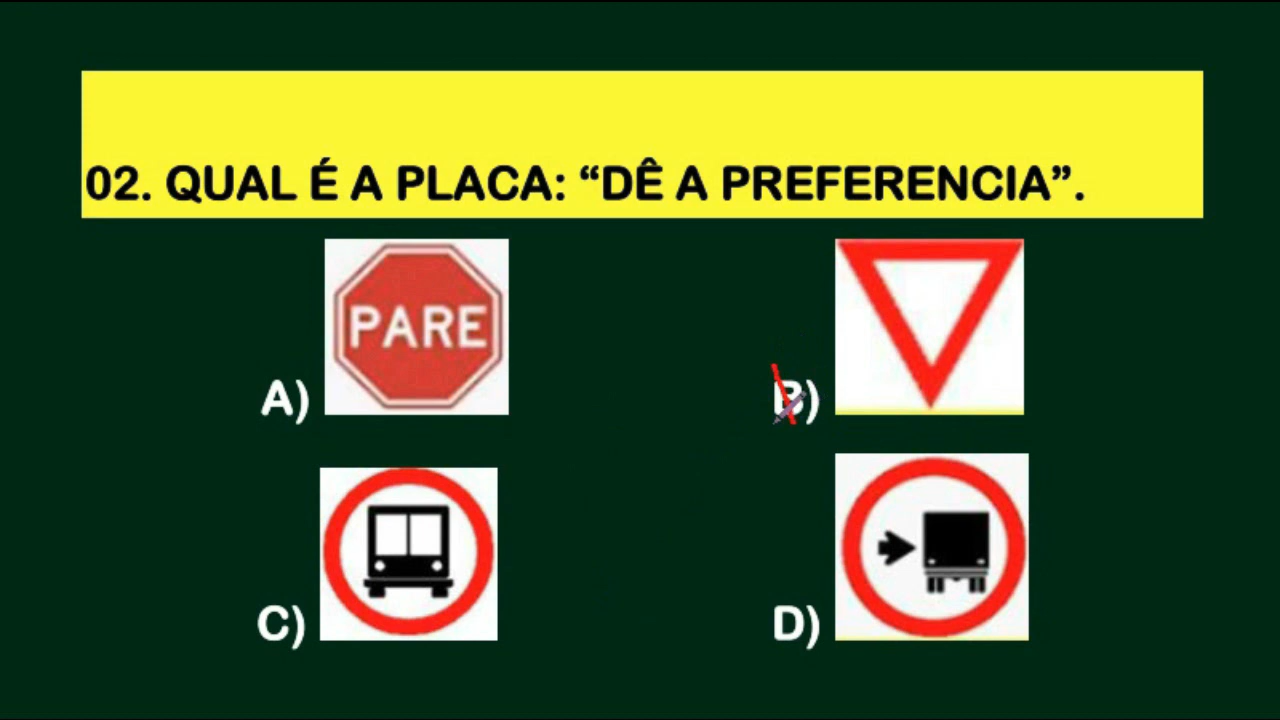 02. QUAL É A PLACA: “DÊ A PREFERENCIA”.
PARE
A)
B)
C)
D)